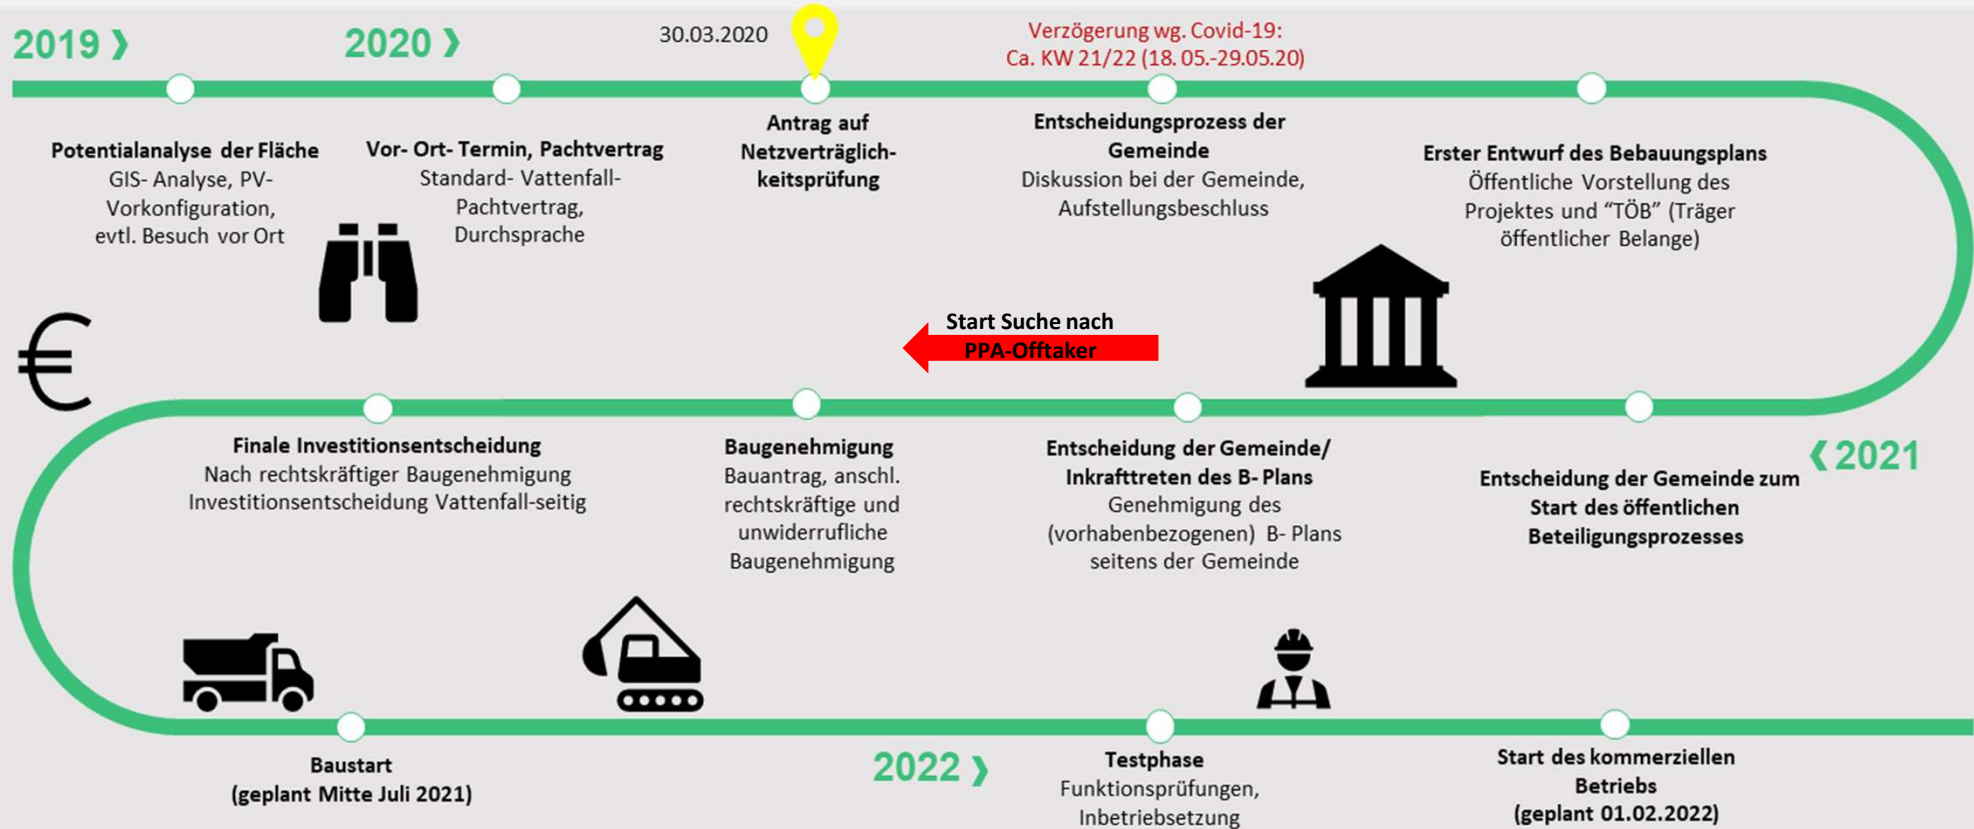 2019 ❯
2020 ❯
30.03.2020
Verzögerung wg. Covid-19:
Ca. KW 21/22 (18. 05.-29.05.20)
Potentialanalyse der Fläche
GIS- Analyse, PV-
Vorkonfiguration,
evtl. Besuch vor Ort
Vor- Ort- Termin, Pachtvertrag
Standard- Vattenfall-
Pachtvertrag,
Durchsprache
Antrag auf
Netzverträglich-
keitsprüfung
Entscheidungsprozess der
Gemeinde
Diskussion bei der Gemeinde,
Aufstellungsbeschluss
Erster Entwurf des Bebauungsplans
Öffentliche Vorstellung des
Projektes und “TÖB” (Träger
öffentlicher Belange)
Start Suche nach
PPA-Offtaker
€
❮ 2021
Entscheidung der Gemeinde zum
Start des öffentlichen
Beteiligungsprozesses
Entscheidung der Gemeinde/
Inkrafttreten des B- Plans
Genehmigung des
(vorhabenbezogenen) B- Plans
seitens der Gemeinde
Baugenehmigung
Bauantrag, anschl.
rechtskräftige und
unwiderrufliche
Baugenehmigung
Finale Investitionsentscheidung
Nach rechtskräftiger Baugenehmigung
Investitionsentscheidung Vattenfall-seitig
Baustart
(geplant Mitte Juli 2021)
2022 ❯
Testphase
Funktionsprüfungen,
Inbetriebsetzung
Start des kommerziellen
Betriebs
(geplant 01.02.2022)